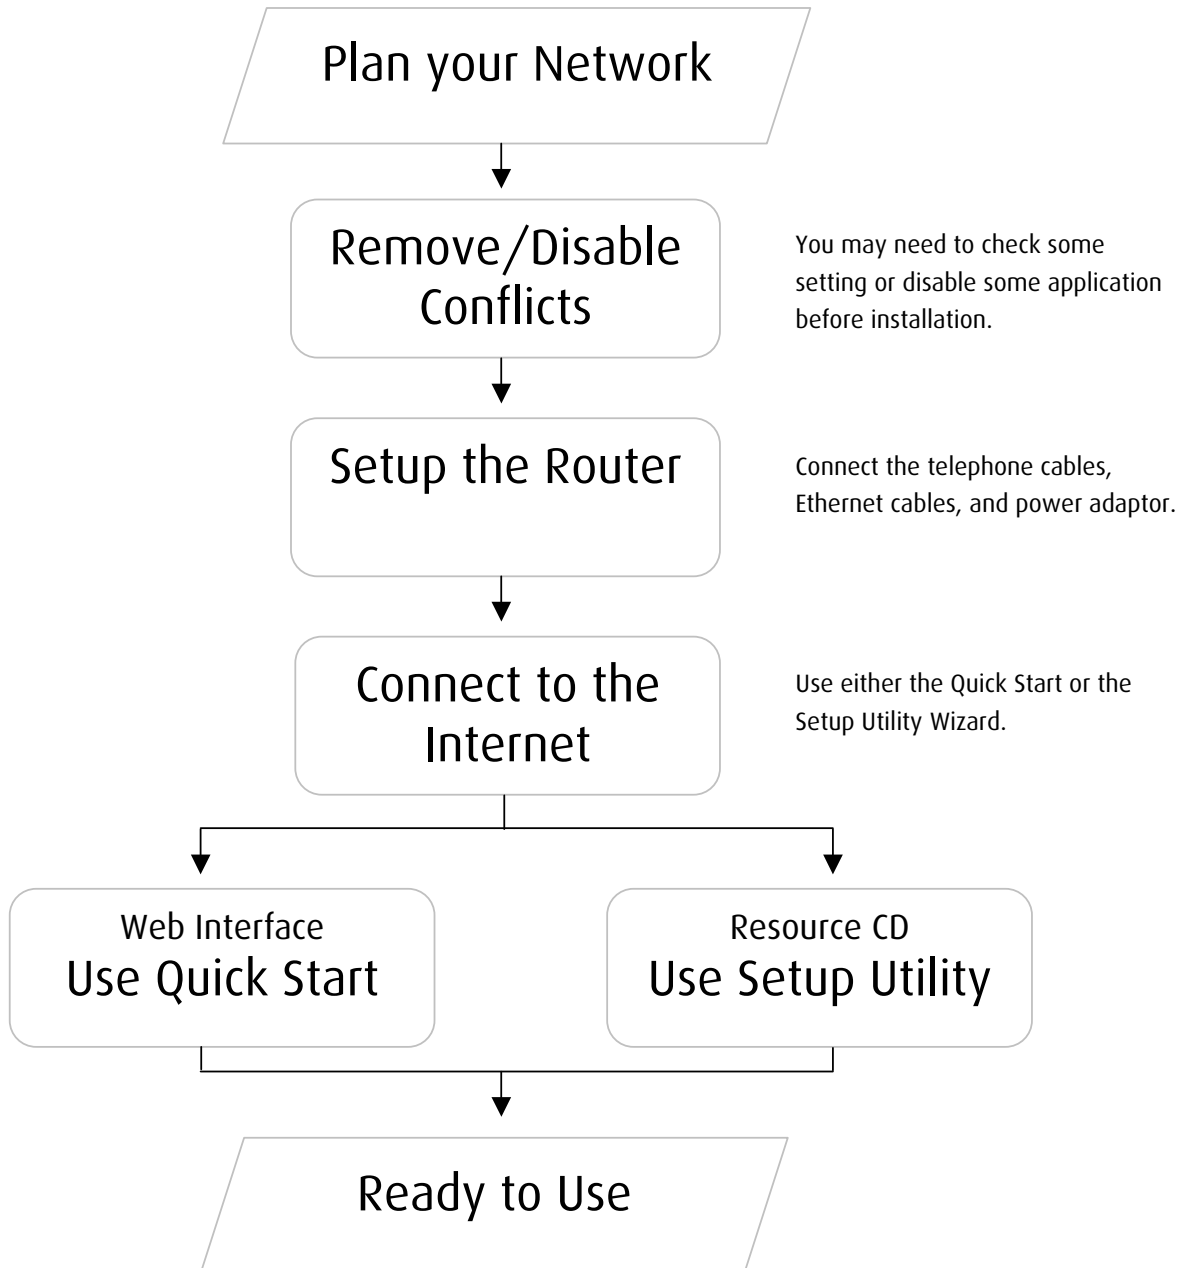 Plan your Network
Remove/Disable
Conflicts
You may need to check some
setting or disable some application
before installation.
Setup the Router
Connect the telephone cables,
Ethernet cables, and power adaptor.
Connect to the
Internet
Use either the Quick Start or the
Setup Utility Wizard.
Web Interface
Use Quick Start
Resource CD
Use Setup Utility
Ready to Use